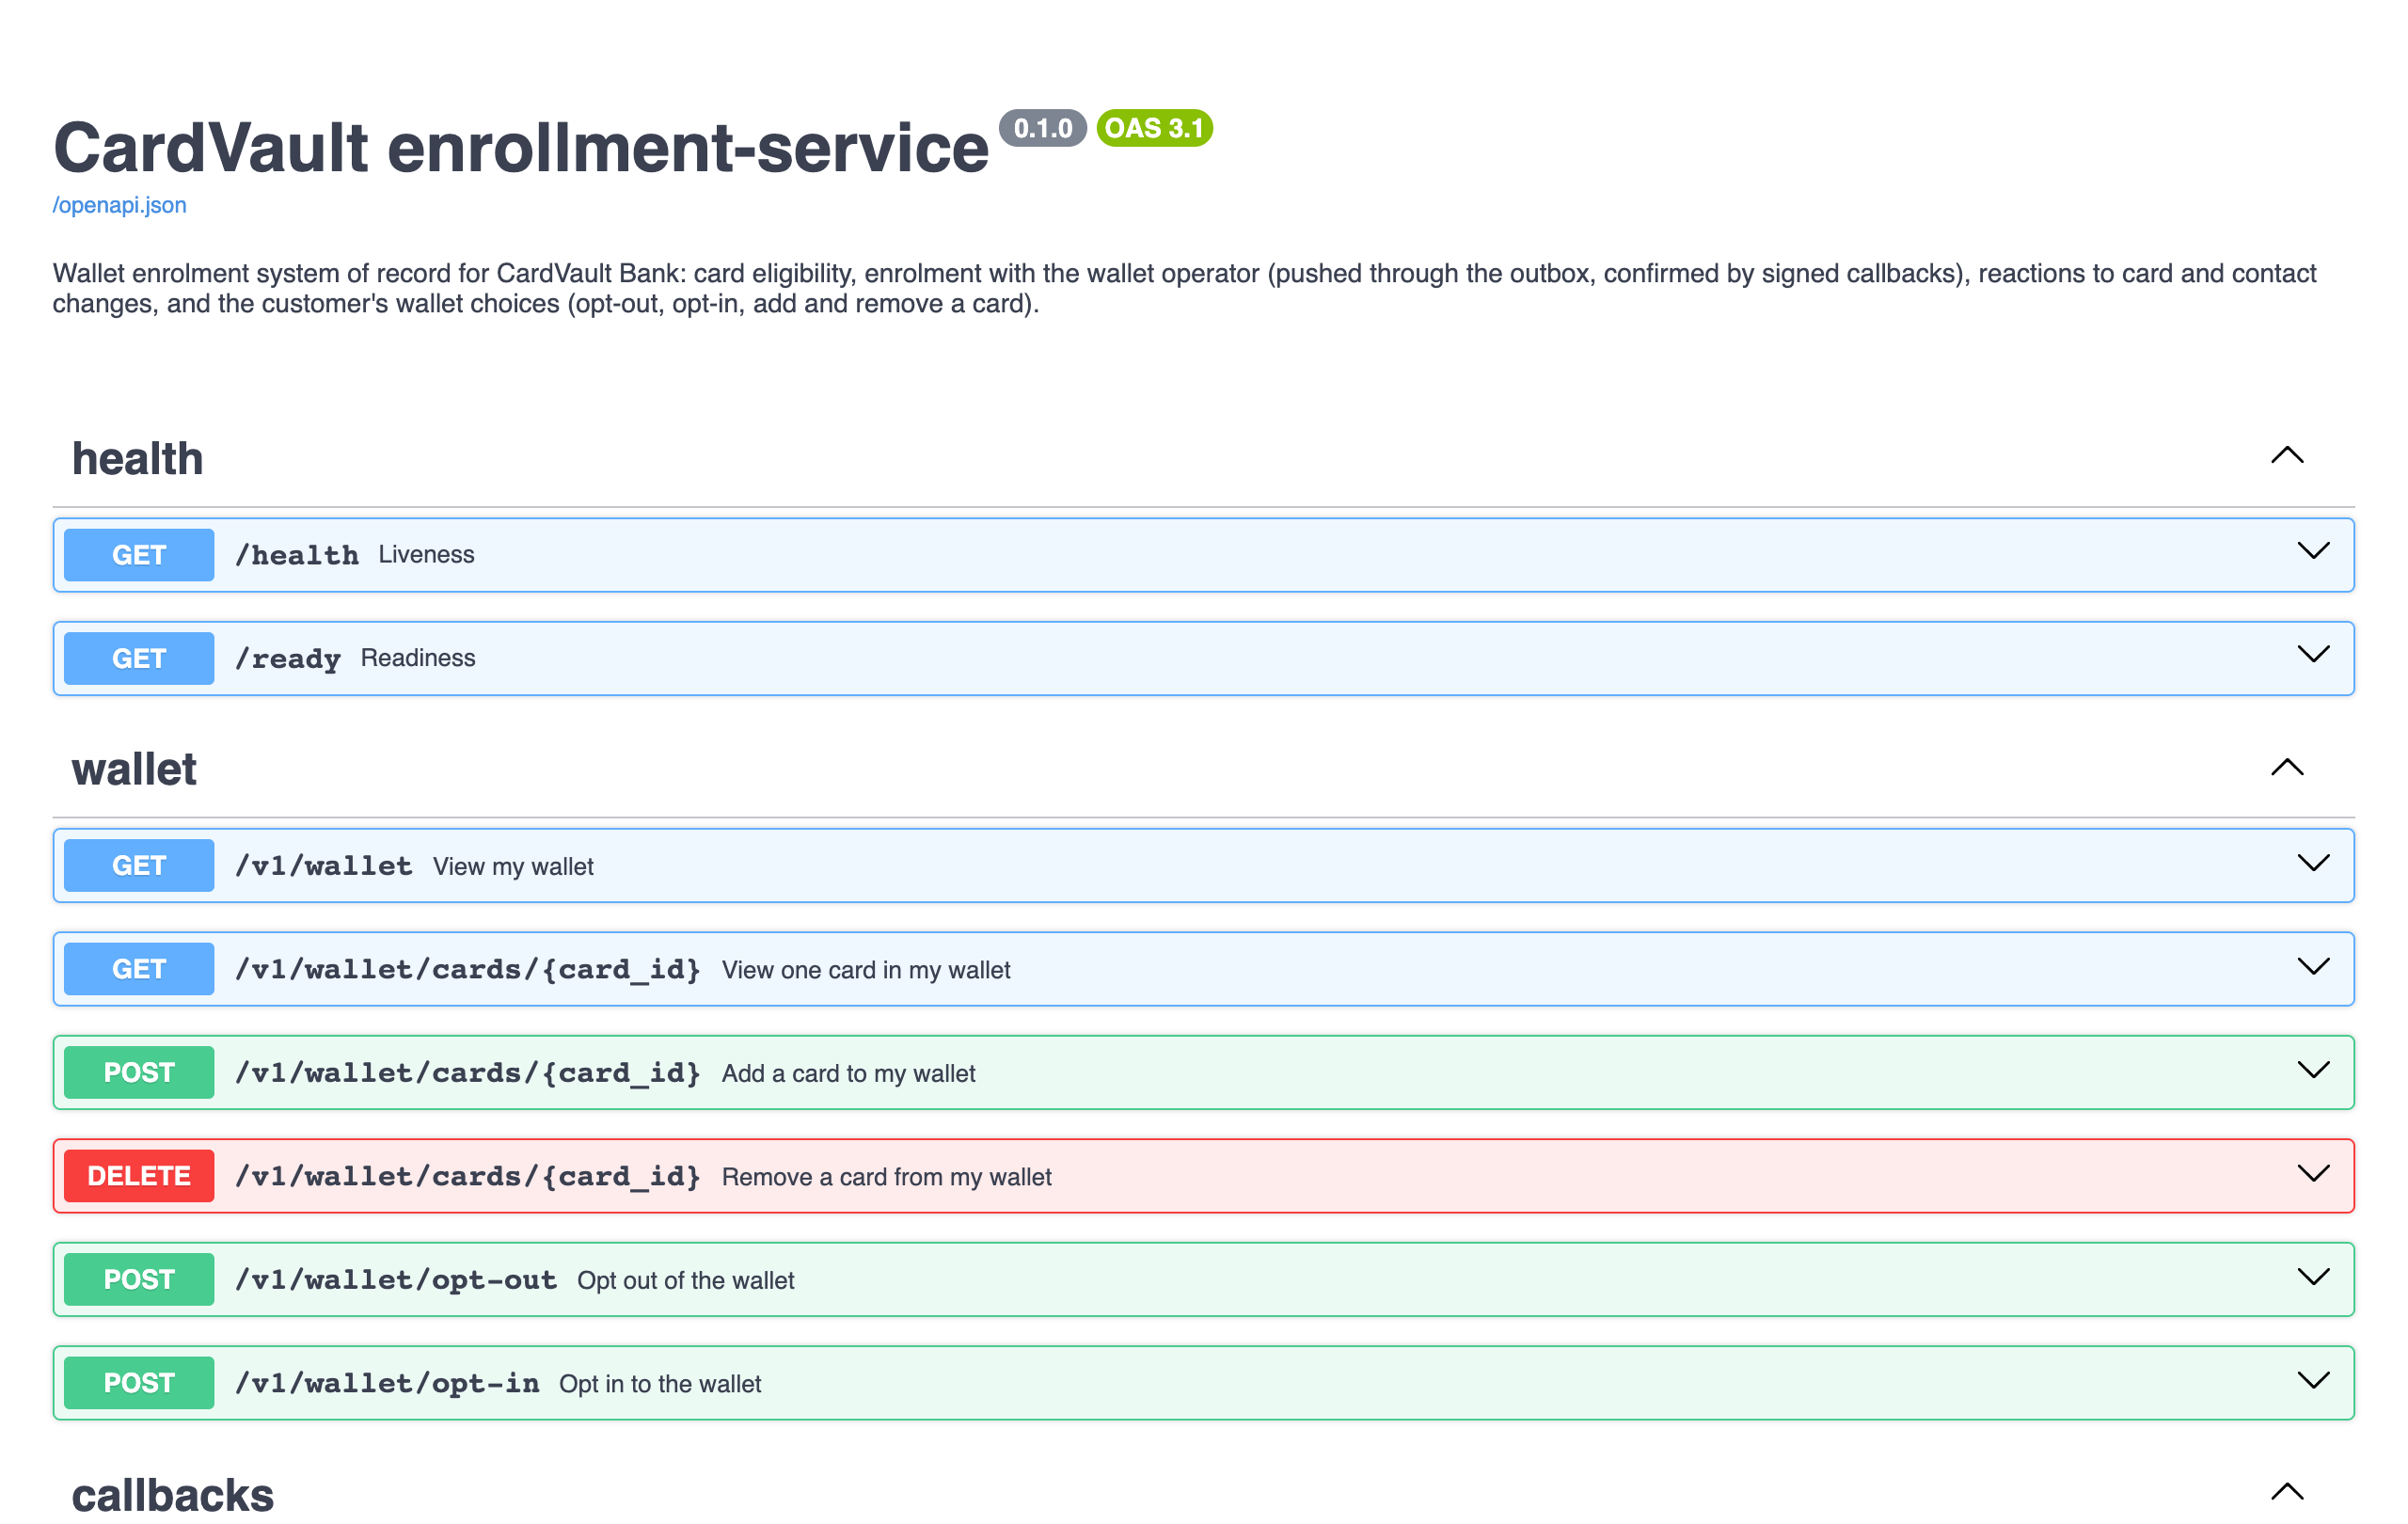 CardVault enrollment-service 0.1.0 OAS 3.1
/openapi.json
Wallet enrolment system of record for CardVault Bank: card eligibility, enrolment with the wallet operator (pushed through the outbox, confirmed by signed callbacks), reactions to card and contact
changes, and the customer's wallet choices (opt-out, opt-in, add and remove a card).
health
GET /health Liveness
GET /ready Readiness
wallet
GET /v1/wallet View my wallet
GET /v1/wallet/cards/{card_id} View one card in my wallet
POST /v1/wallet/cards/{card_id} Add a card to my wallet
DELETE /v1/wallet/cards/{card_id} Remove a card from my wallet
POST /v1/wallet/opt-out Opt out of the wallet
POST /v1/wallet/opt-in Opt in to the wallet
callbacks